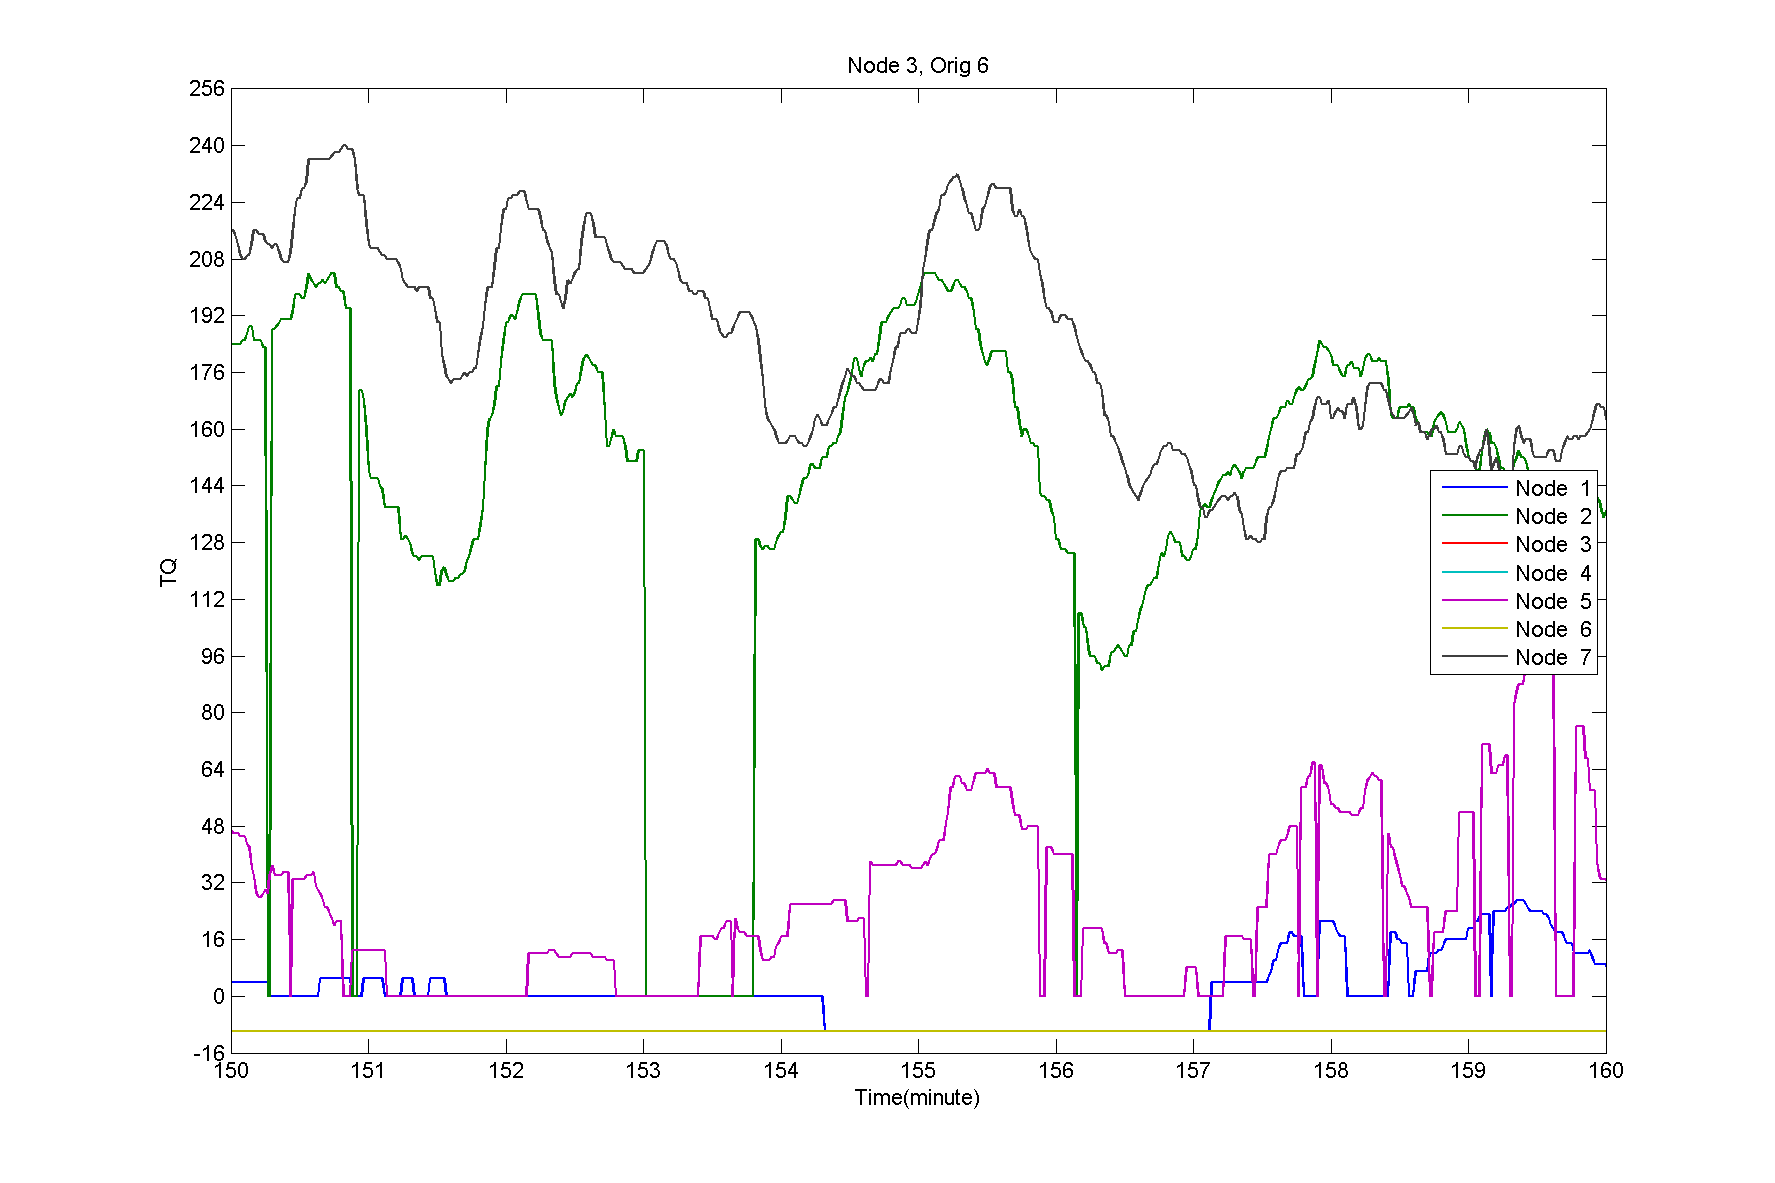 Node 3, Orig 6
256
240
224
208
192
176
160
144
128
112
96
80
64
48
32
16
0
-16
TQ
150 151 152 153 154 155 156 157 158 159 160
Time(minute)
Node 1
Node 2
Node 3
Node 4
Node 5
Node 6
Node 7